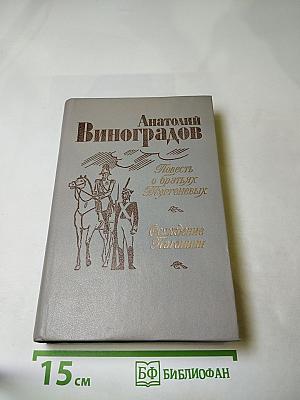 Анатолий
Виноградов
Повесть
о братьях
Тургеневых
Осуждение
Паганини
15 см
БФ БИБЛИОФАН